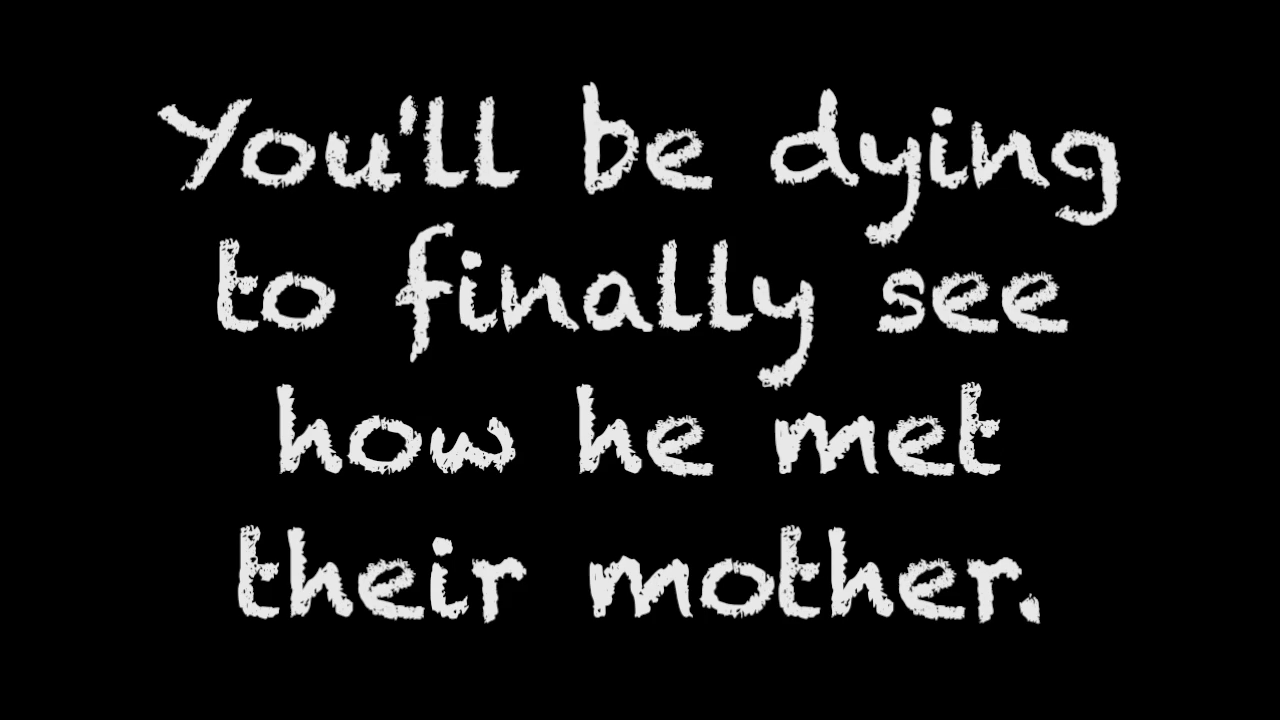 You'll be dying
to finally see
how he met
their mother.